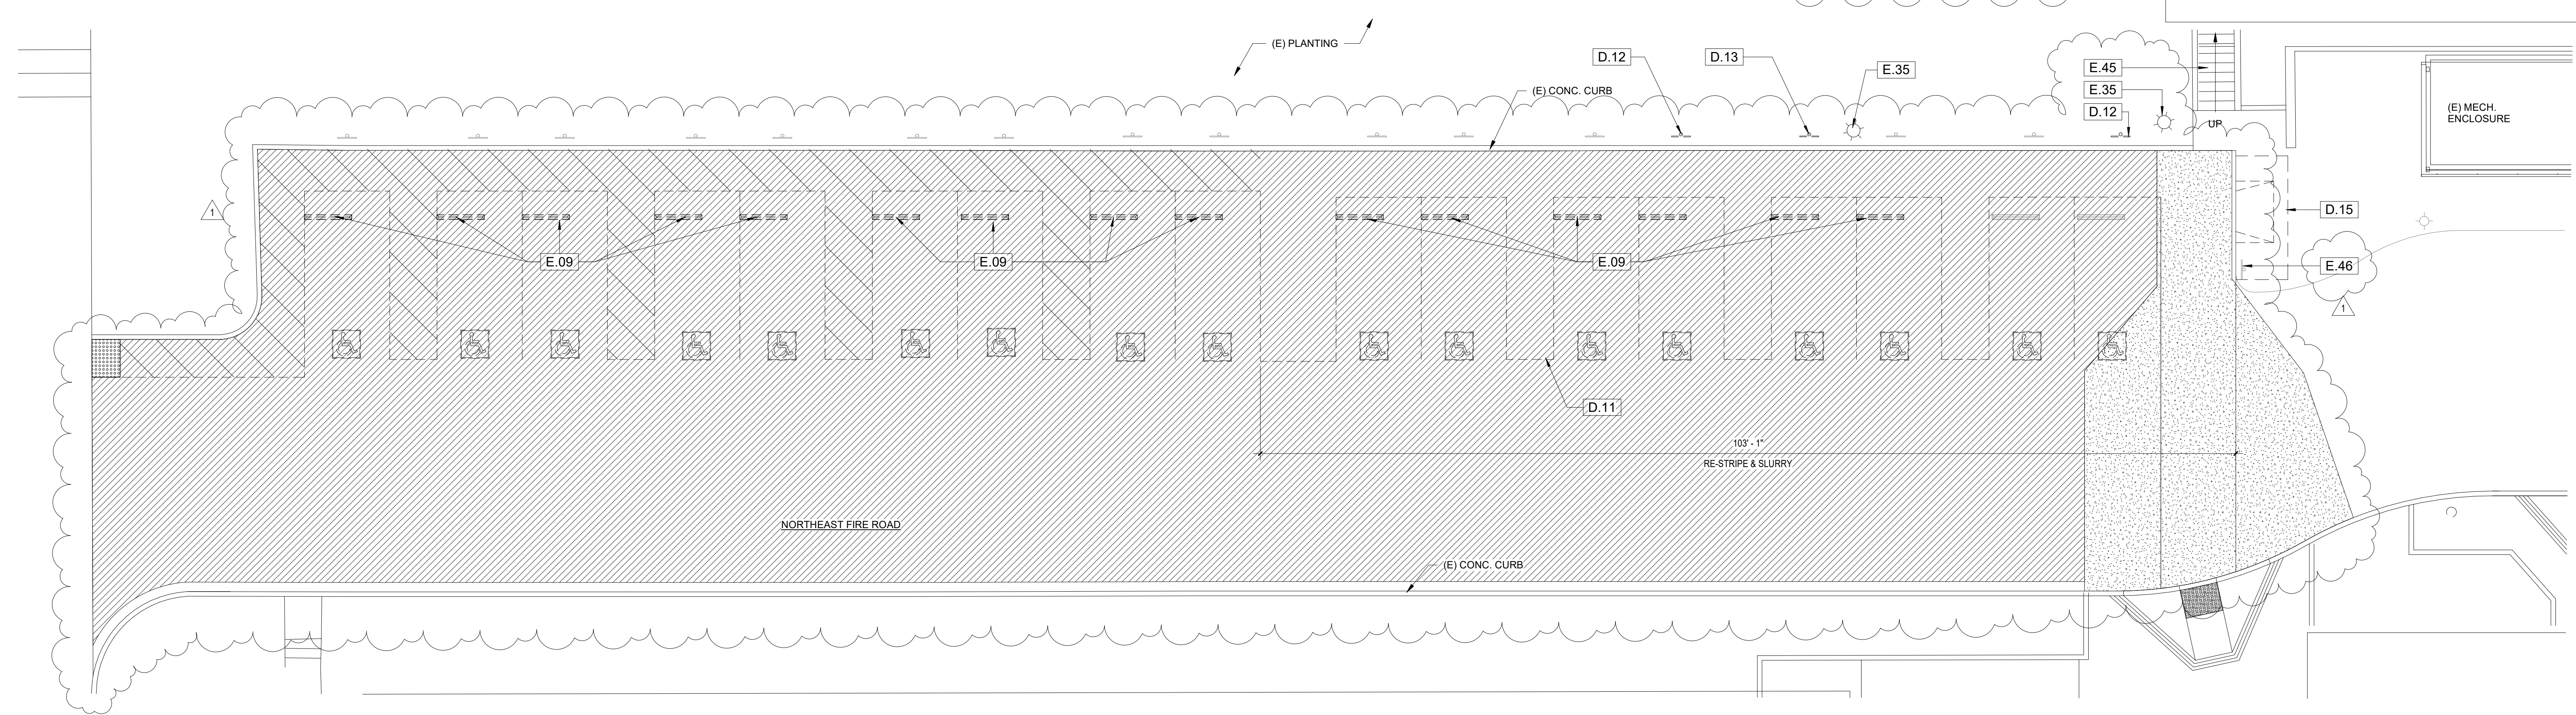 (E) PLANTING
D.12
D.13
E.35
E.45
E.35
D.12
(E) CONC. CURB
UP
(E) MECH.
ENCLOSURE
1
D.15
E.09
E.09
E.09
E.46
1
D.11
103' - 1"
RE-STRIPE & SLURRY
NORTHEAST FIRE ROAD
(E) CONC. CURB